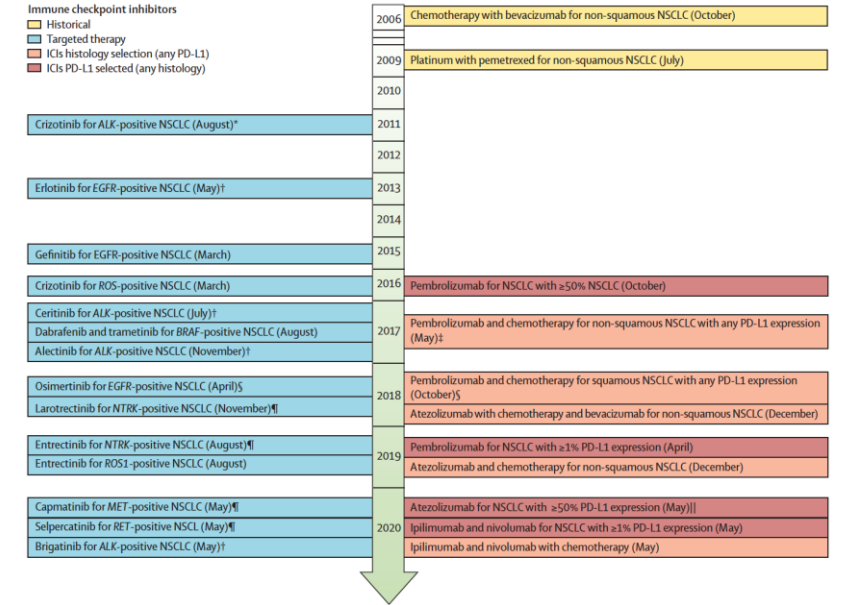 Immune checkpoint inhibitors
Historical
Targeted therapy
ICIs histology selection (any PD-L1)
ICIs PD-L1 selected (any histology)
2006
Chemotherapy with bevacizumab for non-squamous NSCLC (October)
2009
Platinum with pemetrexed for non-squamous NSCLC (July)
2010
Crizotinib for ALK-positive NSCLC (August)*
2011
2012
Erlotinib for EGFR-positive NSCLC (May)†
2013
2014
Gefinitib for EGFR-positive NSCLC (March)
2015
Crizotinib for ROS-positive NSCLC (March)
2016
Pembrolizumab for NSCLC with ≥50% NSCLC (October)
Ceritinib for ALK-positive NSCLC (July)†
Dabrafenib and trametinib for BRAF-positive NSCLC (August)
Alectinib for ALK-positive NSCLC (November)†
2017
Pembrolizumab and chemotherapy for non-squamous NSCLC with any PD-L1 expression
(May)‡
Osimertinib for EGFR-positive NSCLC (April)§
Larotrectinib for NTRK-positive NSCLC (November)¶
2018
Pembrolizumab and chemotherapy for squamous NSCLC with any PD-L1 expression
(October)§
Atezolizumab with chemotherapy and bevacizumab for non-squamous NSCLC (December)
Entrectinib for NTRK-positive NSCLC (August)¶
Entrectinib for ROS1-positive NSCLC (August)
2019
Pembrolizumab for NSCLC with ≥1% PD-L1 expression (April)
Atezolizumab and chemotherapy for non-squamous NSCLC (December)
Capmatinib for MET-positive NSCLC (May)¶
Selpercatinib for RET-positive NSCL (May)¶
Brigatinib for ALK-positive NSCLC (May)†
2020
Atezolizumab for NSCLC with ≥50% PD-L1 expression (May)||
Ipilimumab and nivolumab for NSCLC with ≥1% PD-L1 expression (May)
Ipilimumab and nivolumab with chemotherapy (May)